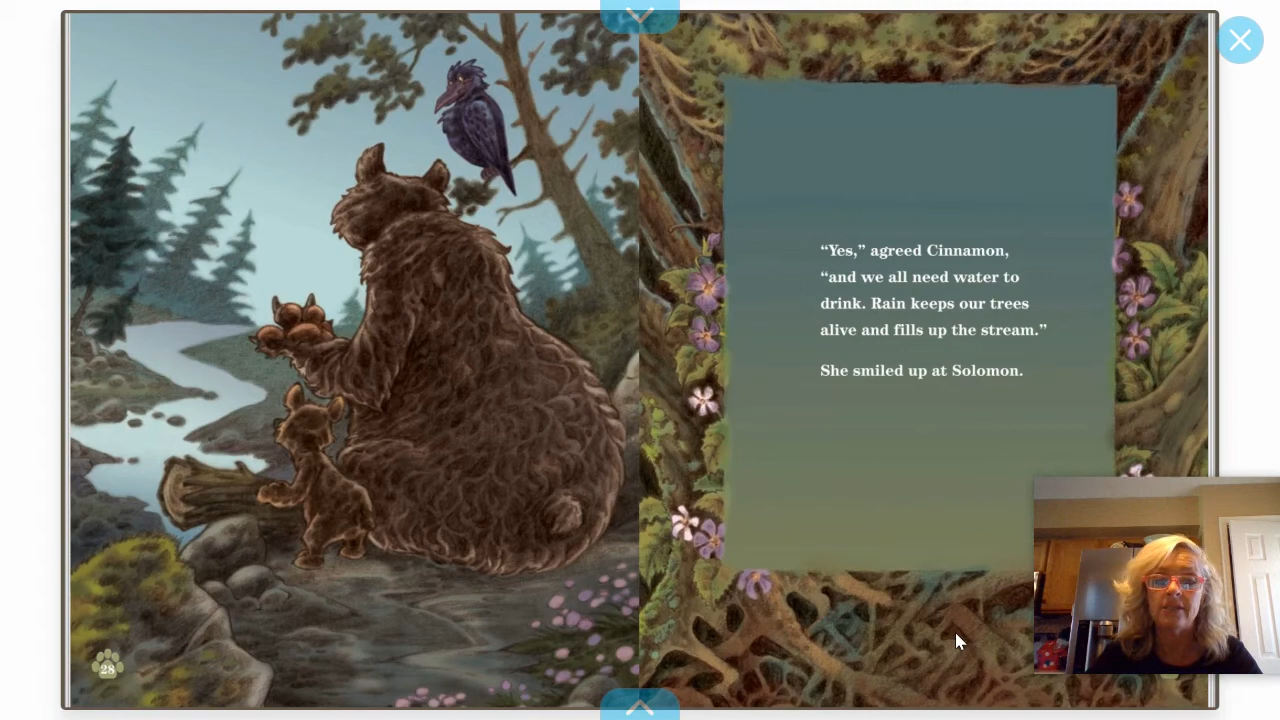 “Yes,” agreed Cinnamon,
“and we all need water to
drink. Rain keeps our trees
alive and fills up the stream.”
She smiled up at Solomon.
28